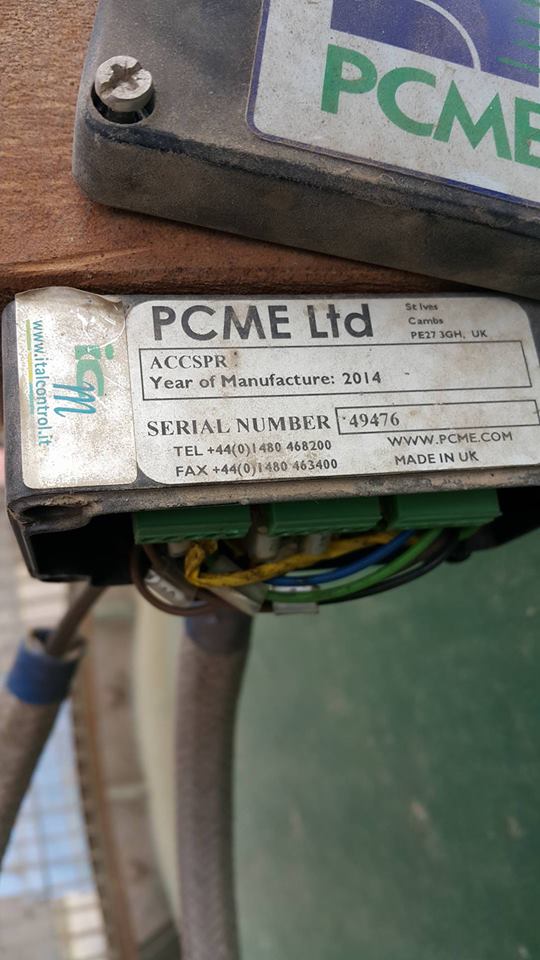 PCME
PCME Ltd
St Ives
Cambs
PE27 3GH, UK
ACCSPR
Year of Manufacture: 2014
SERIAL NUMBER 49476
TEL +44(0)1480 468200
FAX +44(0)1480 463400
WWW.PCME.COM
MADE IN UK
icm
www.italcontrol.it